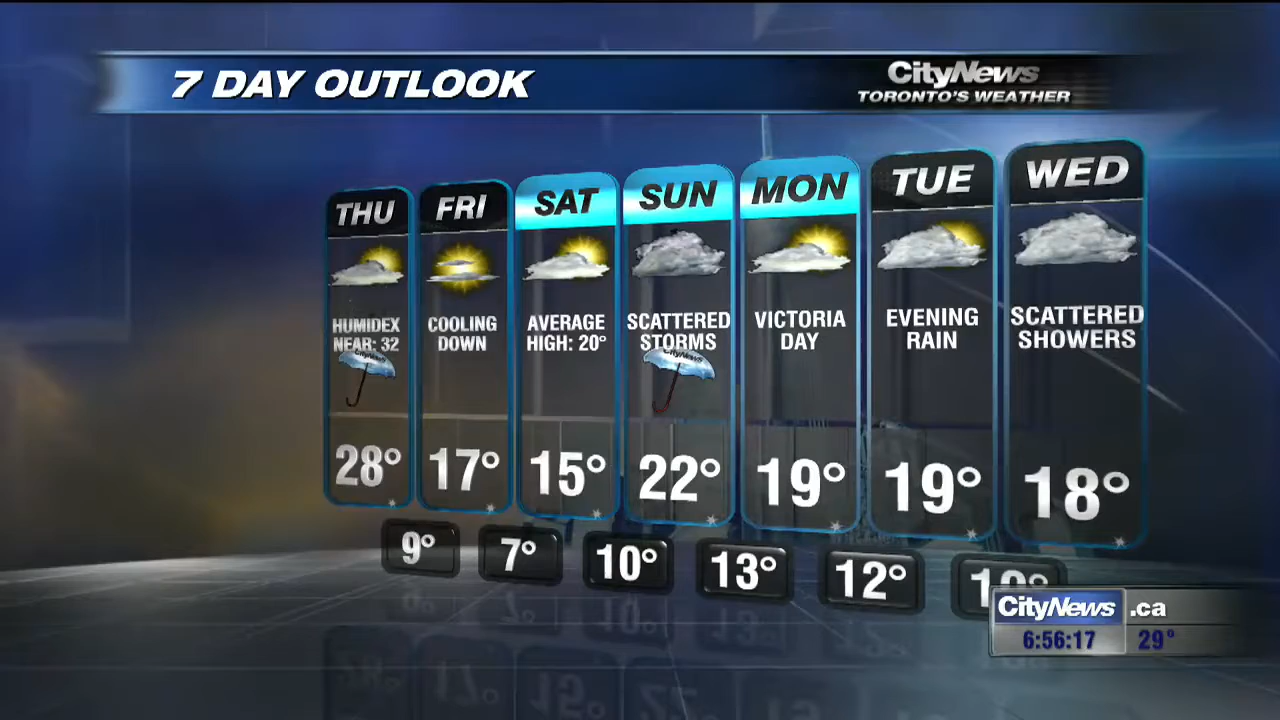 7 DAY OUTLOOK
CityNews
TORONTO'S WEATHER
THU
HUMIDEX
NEAR: 32
CityNews
28°
FRI
COOLING
DOWN
17°
SAT
AVERAGE
HIGH: 20°
15°
SUN
SCATTERED
STORMS
CityNews
22°
MON
VICTORIA
DAY
19°
TUE
EVENING
RAIN
19°
WED
SCATTERED
SHOWERS
18°
9°
7°
10°
13°
12°
CityNews .ca
6:56:17 29°